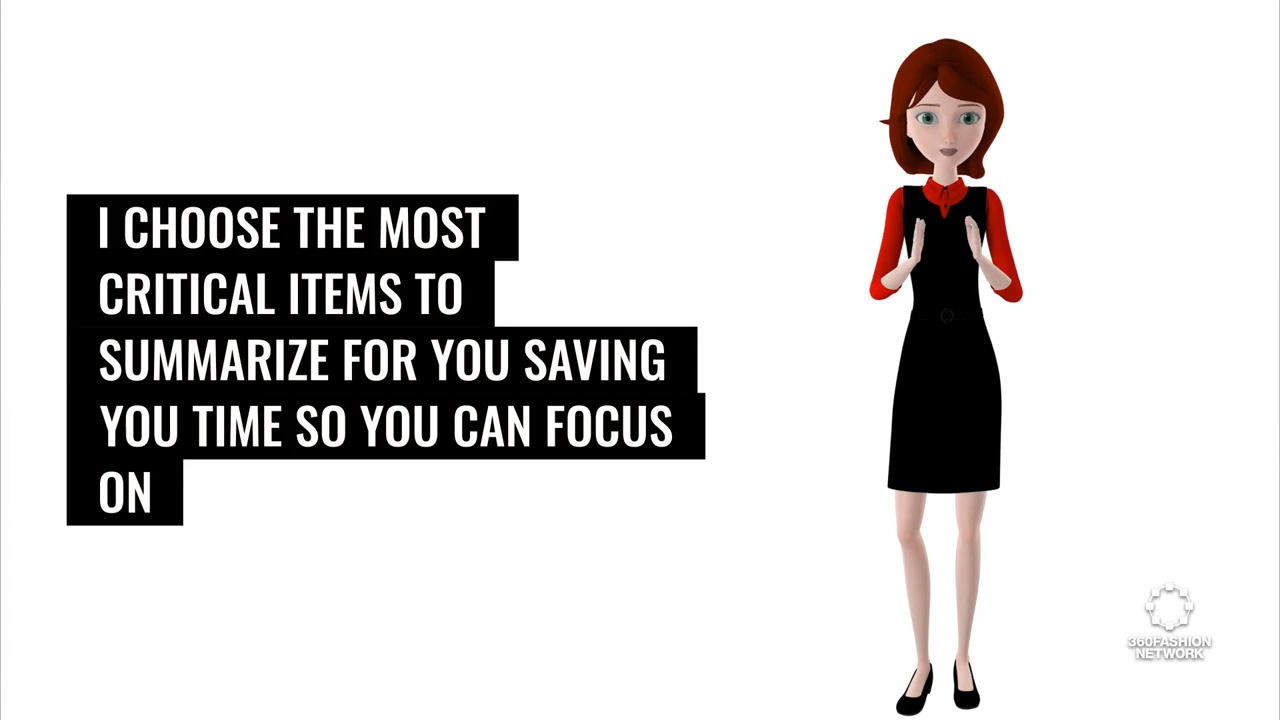 I CHOOSE THE MOST
CRITICAL ITEMS TO
SUMMARIZE FOR YOU SAVING
YOU TIME SO YOU CAN FOCUS
ON
360FASHION
NETWORK